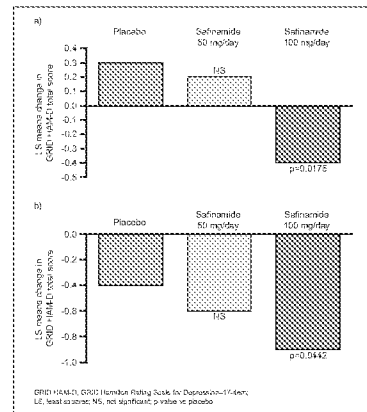 a)
Placebo Safinamide Safinamide
50 mg/day 100 mg/day
LS means change in
GRID HAM-D total score
0.4
0.3
0.2
0.1
0.0
-0.1
-0.2
-0.3
-0.4
-0.5
NS
p=0.0176
b)
Placebo Safinamide Safinamide
50 mg/day 100 mg/day
LS means change in
GRID HAM-D total score
0.0
-0.2
-0.4
-0.6
-0.8
-1.0
NS
p=0.0442
GRID HAM-D, GRID Hamilton Rating Scale for Depression–17-item;
LS, least squares; NS, not significant; p value vs placebo